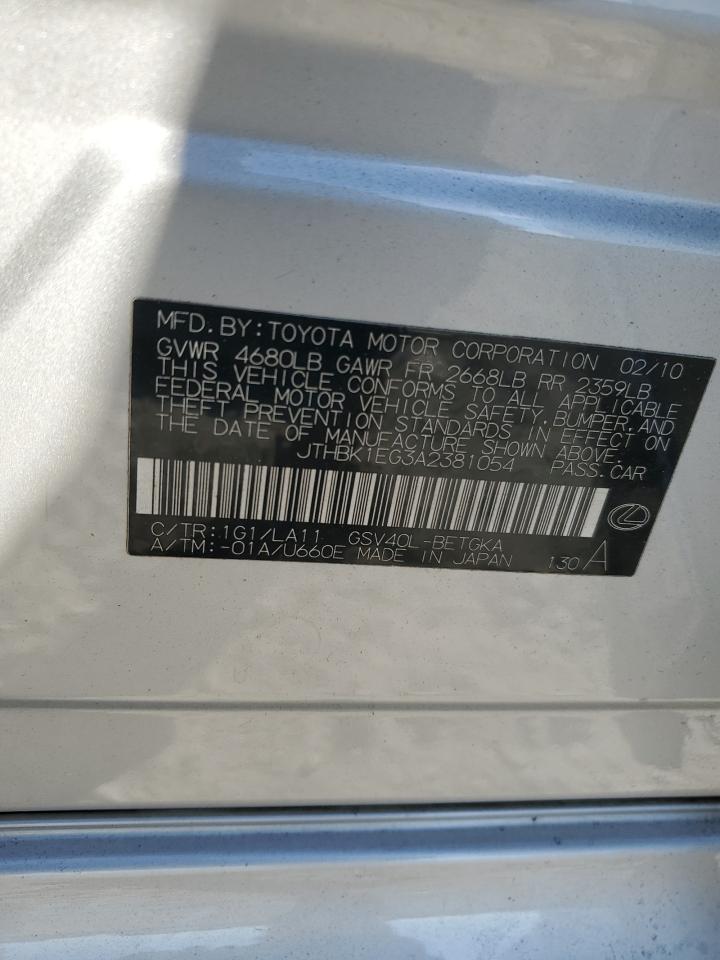 MFD. BY: TOYOTA MOTOR CORPORATION 02/10
GVWR 4680LB GAWR FR 2668LB RR 2359LB
THIS VEHICLE CONFORMS TO ALL APPLICABLE
FEDERAL MOTOR VEHICLE SAFETY, BUMPER, AND
THEFT PREVENTION STANDARDS IN EFFECT ON
THE DATE OF MANUFACTURE SHOWN ABOVE.
JTHBK1EG3A2381054 PASS. CAR
C/TR: 1G1/LA11 GSV40L-BETGKA
A/TM: -01A/U660E MADE IN JAPAN 130 A